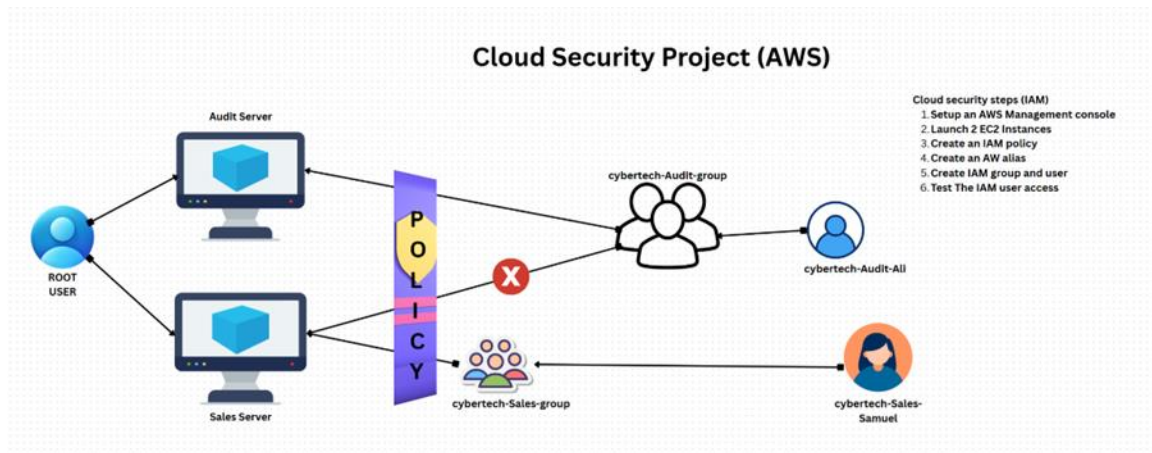 Cloud Security Project (AWS)
Cloud security steps (IAM)
1. Setup an AWS Management console
2. Launch 2 EC2 Instances
3. Create an IAM policy
4. Create an AW alias
5. Create IAM group and user
6. Test The IAM user access
Audit Server
cybertech-Audit-group
P
O
L
I
C
Y
X
ROOT
USER
cybertech-Audit-Ali
Sales Server
cybertech-Sales-group
cybertech-Sales-
Samuel